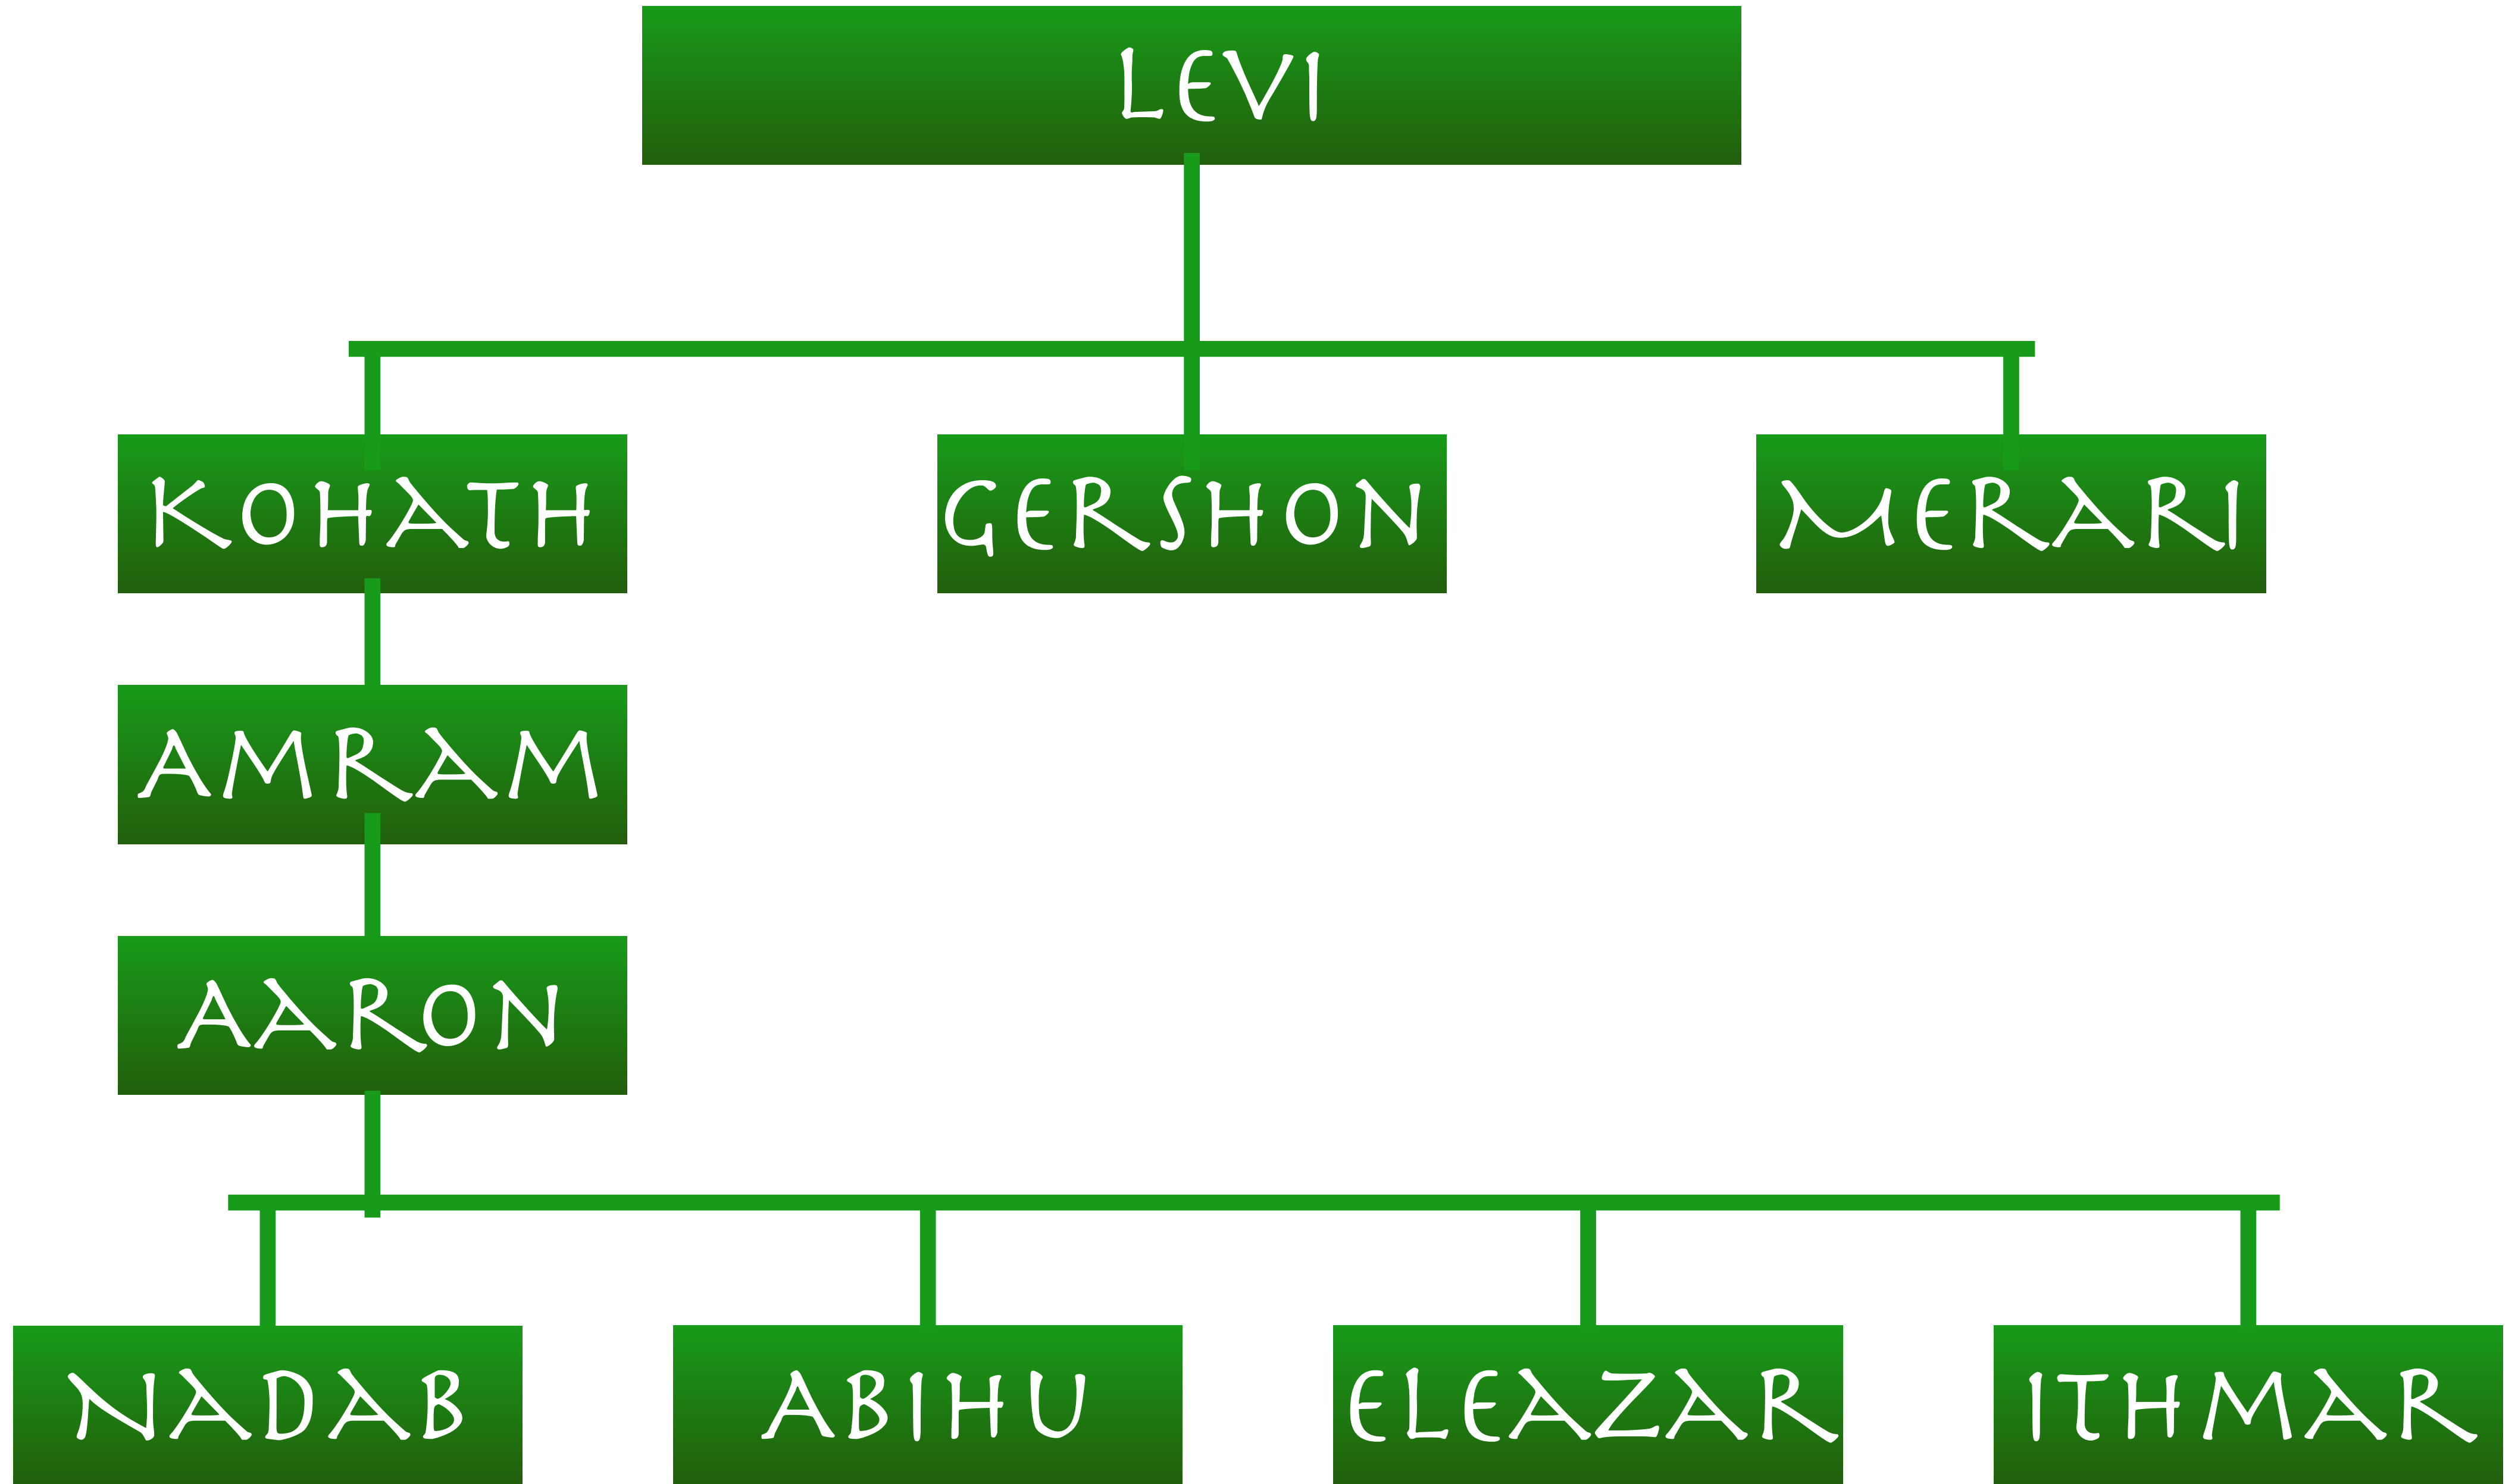 LEVI
KOHATH
GERSHON
MERARI
AMRAM
AARON
NADAB
ABIHU
ELEAZAR
ITHMAR